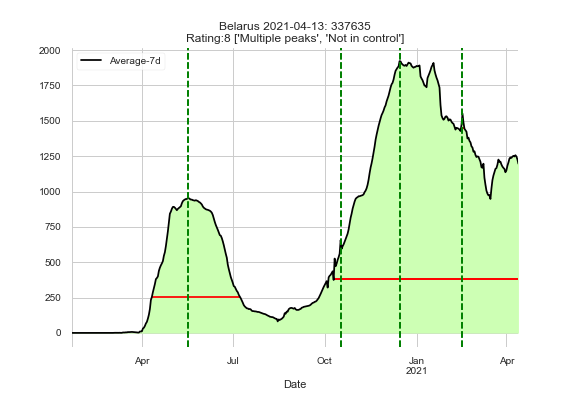 Belarus 2021-04-13: 337635
Rating:8 ['Multiple peaks', 'Not in control']
Average-7d
2000
1750
1500
1250
1000
750
500
250
0
Apr
Jul
Oct
Jan
2021
Apr
Date